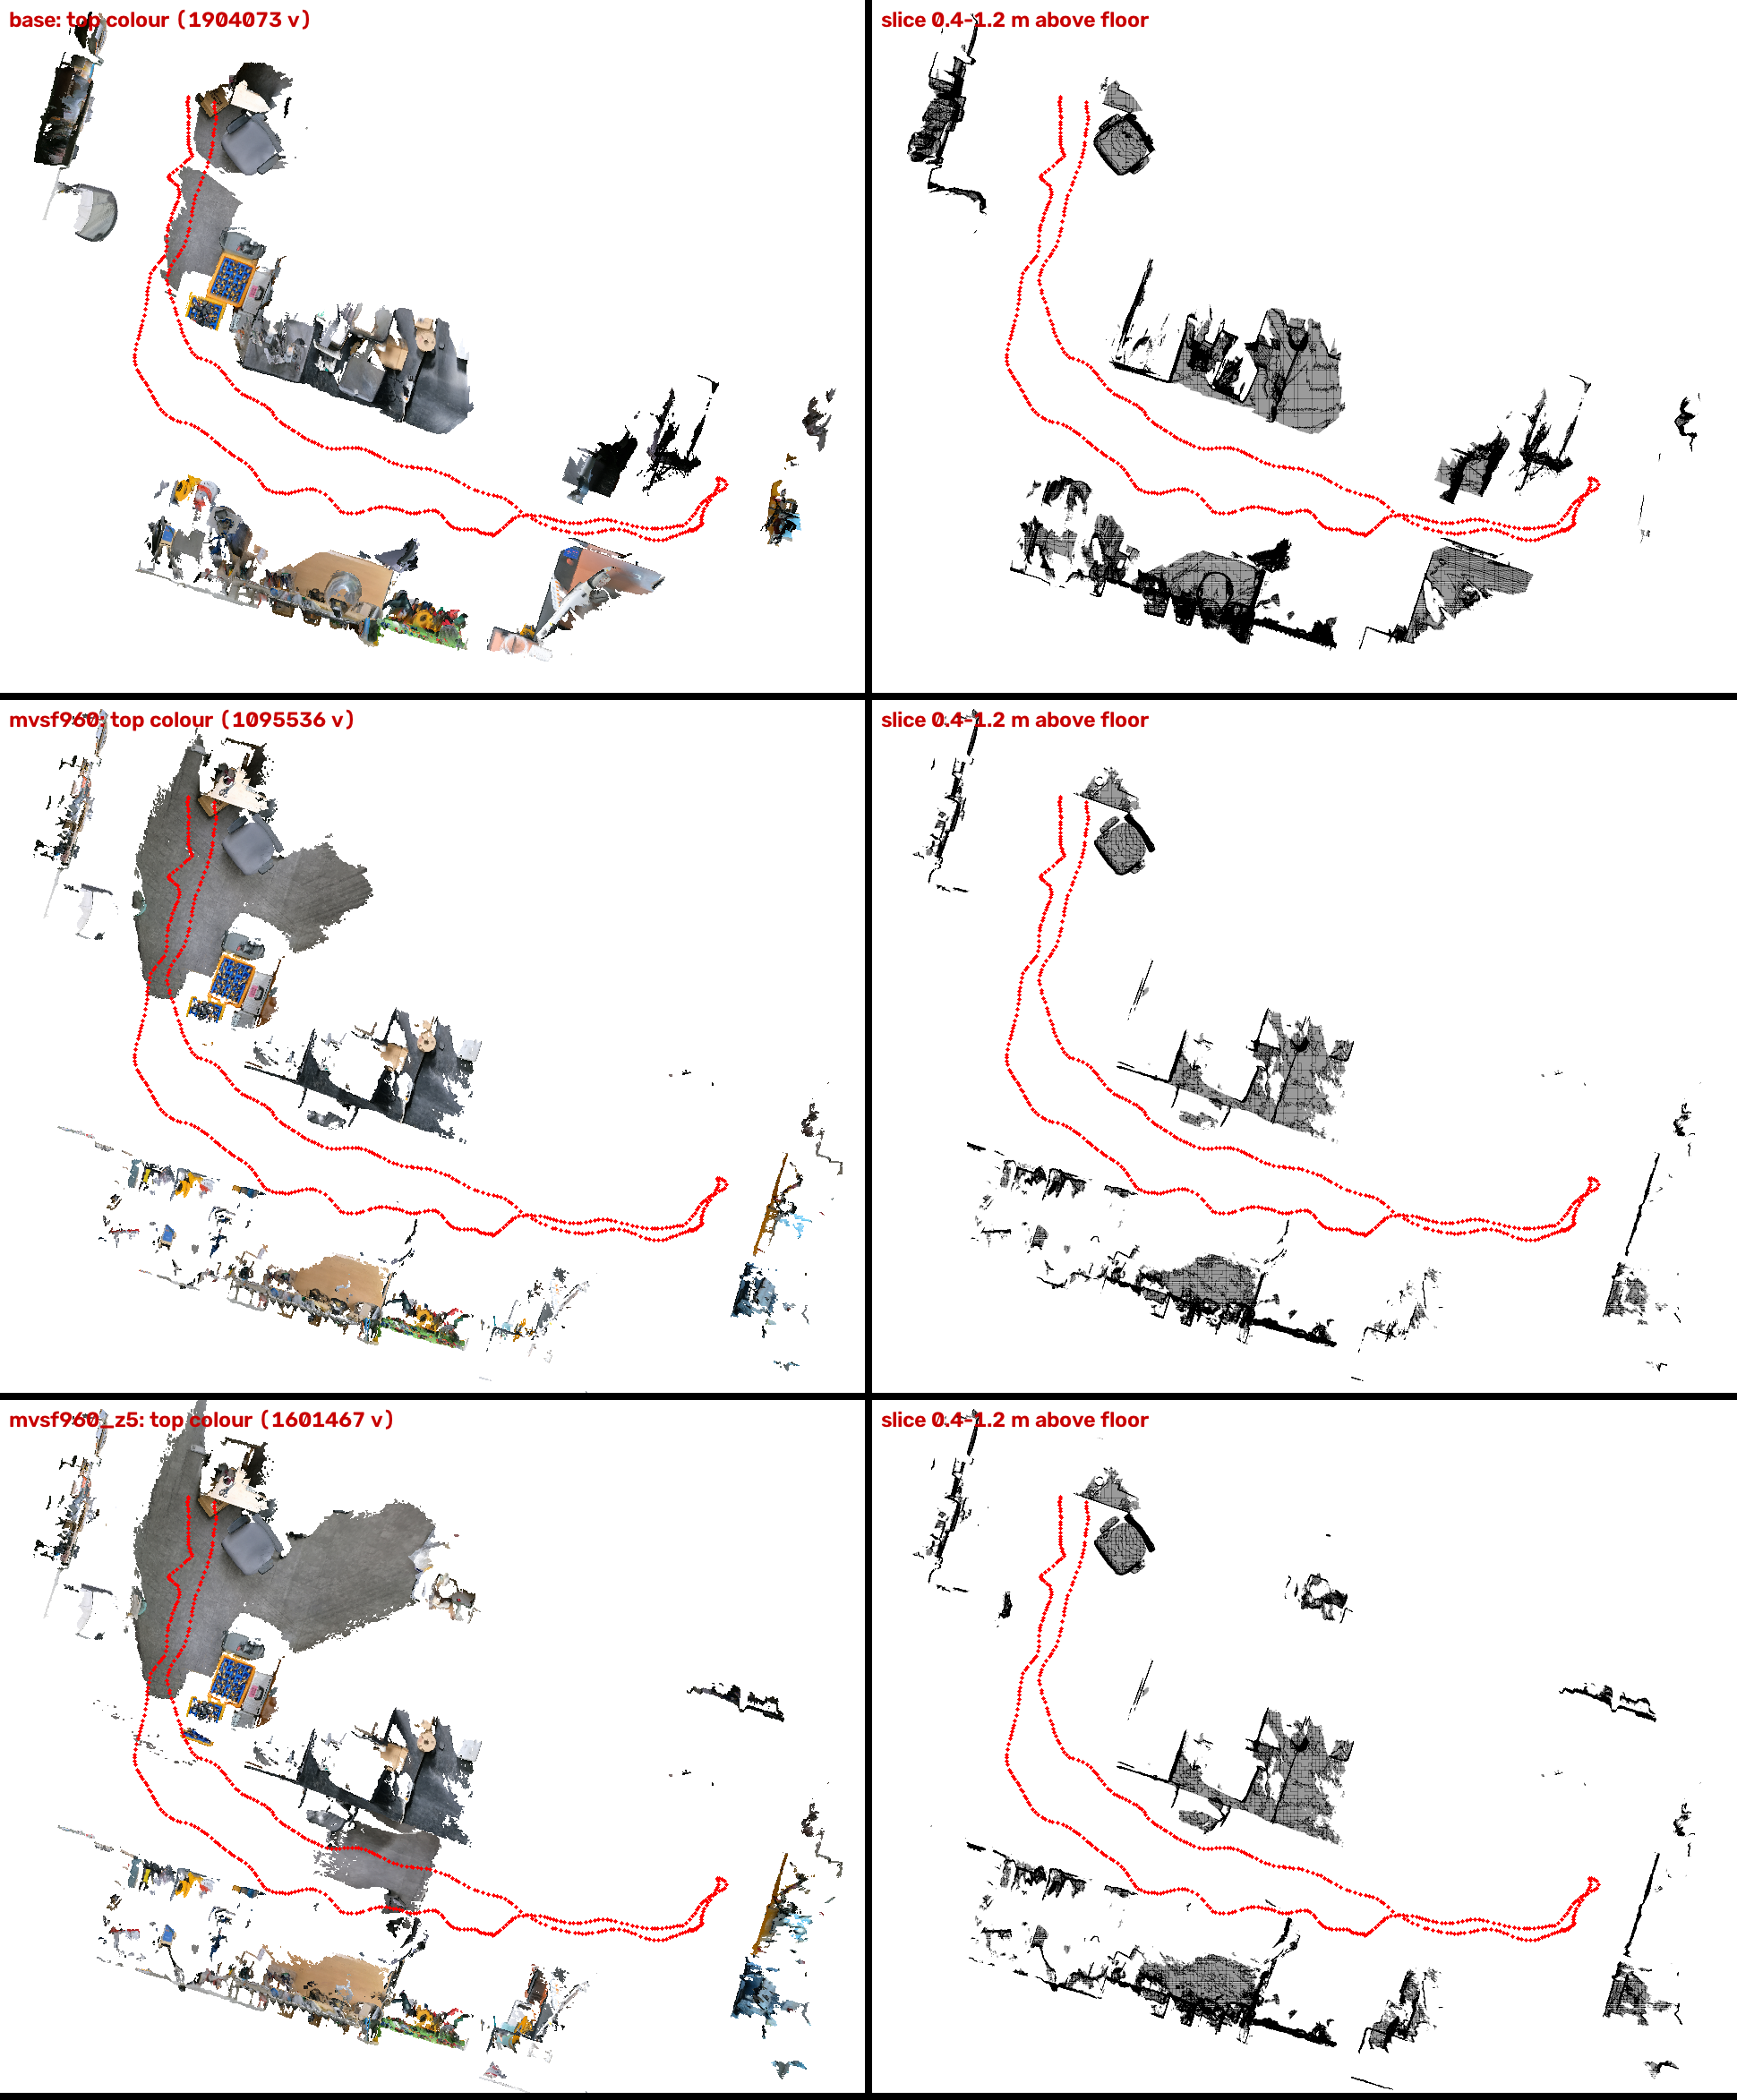 base: top colour (1904073 v)
slice 0.4-1.2 m above floor
mvsf960: top colour (1095536 v)
slice 0.4-1.2 m above floor
mvsf960_z5: top colour (1601467 v)
slice 0.4-1.2 m above floor